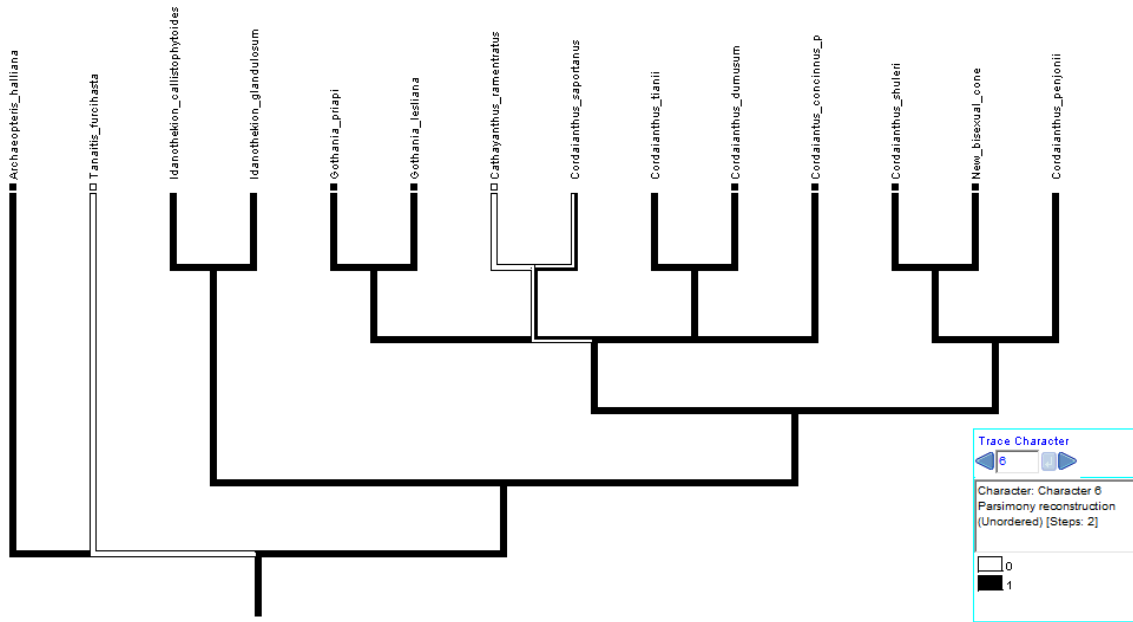 Archaeopteris_halliana
Tanaitis_furcihasta
Idanothekion_callistophytoides
Idanothekion_glandulosum
Gothania_priapi
Gothania_lesliana
Cathayanthus_ramentratus
Cordaianthus_saportanus
Cordaianthus_tianii
Cordaianthus_dumusum
Cordaiantus_concinnus_p
Cordaianthus_shuleri
New_bisexual_cone
Cordaianthus_penjonii
Trace Character
6
Character: Character 6
Parsimony reconstruction
(Unordered) [Steps: 2]
0
1